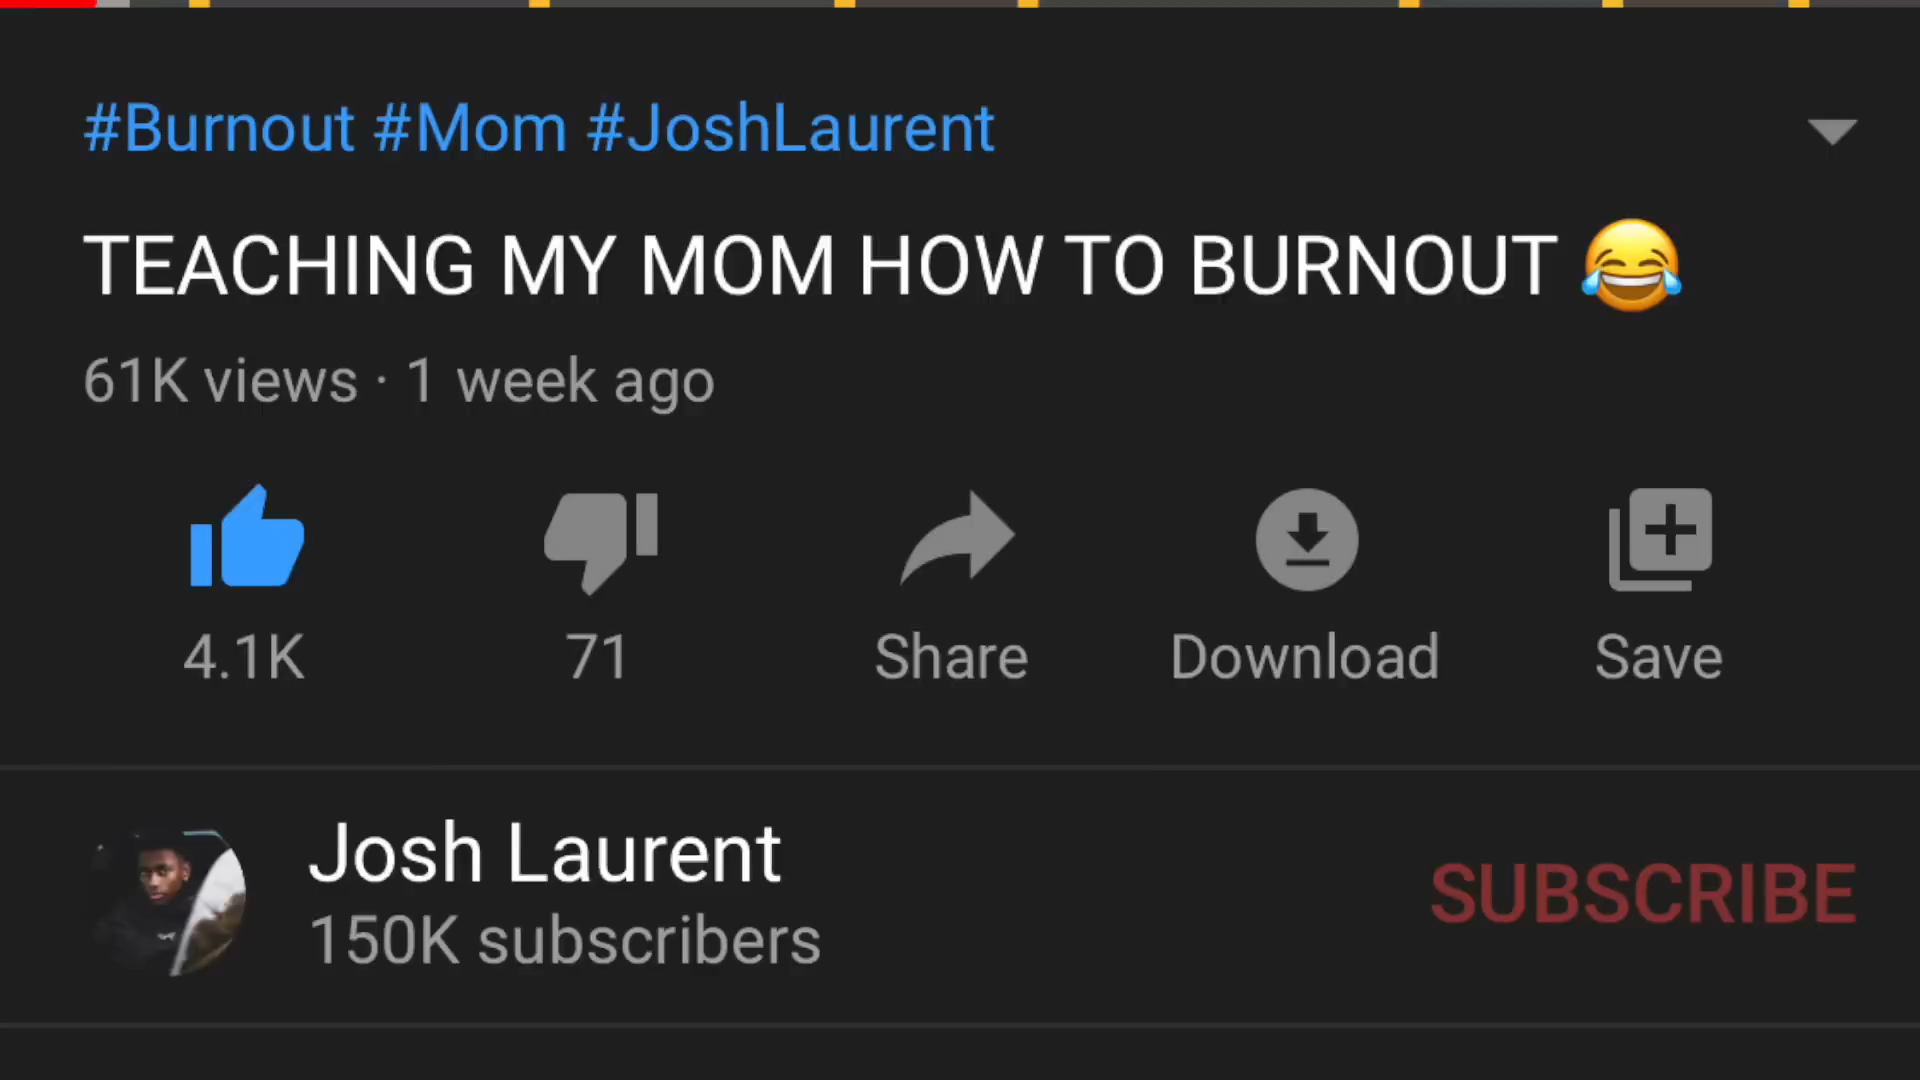 #Burnout #Mom #JoshLaurent
TEACHING MY MOM HOW TO BURNOUT 😂
61K views · 1 week ago
4.1K 71 Share Download Save
Josh Laurent
150K subscribers
SUBSCRIBE